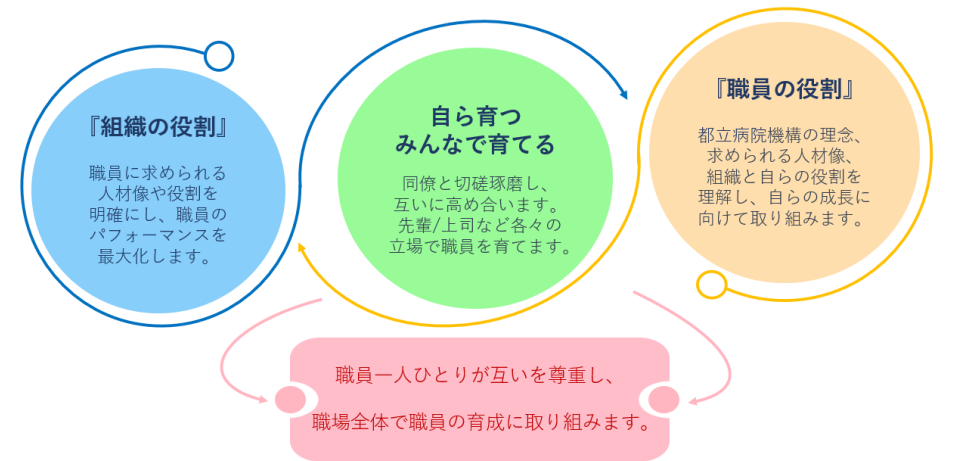 『組織の役割』
職員に求められる
人材像や役割を
明確にし、職員の
パフォーマンスを
最大化します。
自ら育つ
みんなで育てる
同僚と切磋琢磨し、
互いに高め合います。
先輩/上司など各々の
立場で職員を育てます。
『職員の役割』
都立病院機構の理念、
求められる人材像、
組織と自らの役割を
理解し、自らの成長に
向けて取り組みます。
職員一人ひとりが互いを尊重し、
職場全体で職員の育成に取り組みます。